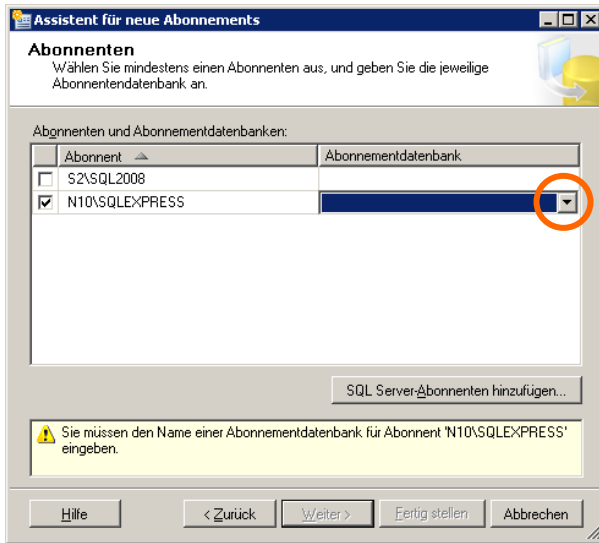 Assistent für neue Abonnements
Abonnenten
Wählen Sie mindestens einen Abonnenten aus, und geben Sie die jeweilige
Abonnentendatenbank an.
Abonnenten und Abonnementdatenbanken:
Abonnent Abonnementdatenbank
S2\SQL2008
N10\SQLEXPRESS
SQL Server-Abonnenten hinzufügen...
Sie müssen den Name einer Abonnementdatenbank für Abonnent 'N10\SQLEXPRESS'
eingeben.
Hilfe < Zurück Weiter > Fertig stellen Abbrechen